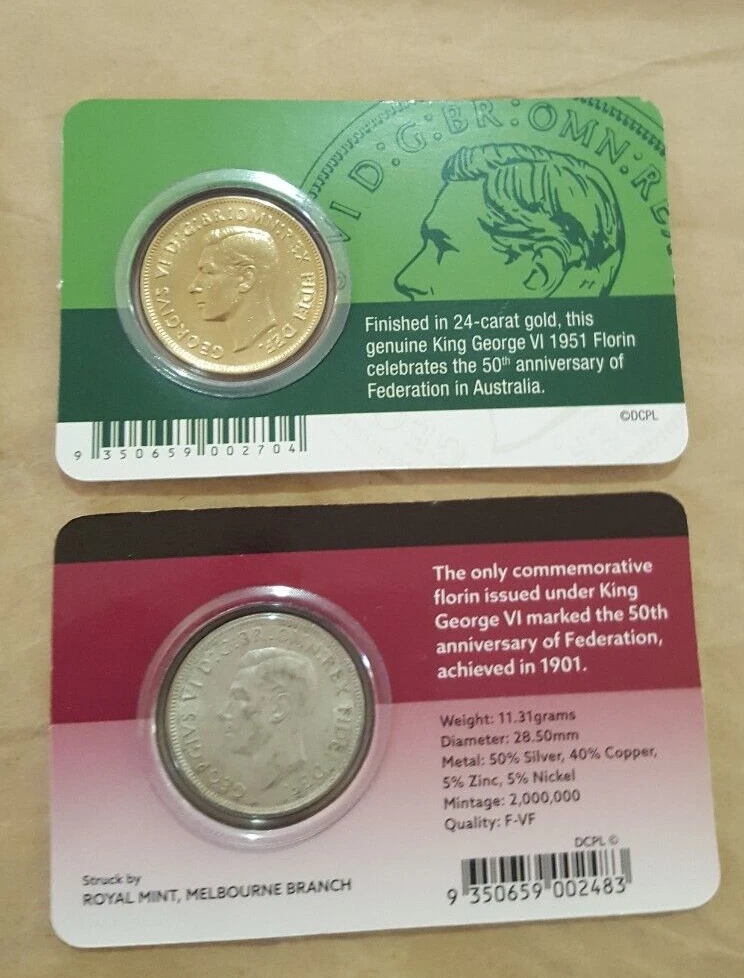 VI D:G:BR:OMN:RE
GEORGIVS VI D:G:BR:OMN:REX FIDEI DEF.
Finished in 24-carat gold, this
genuine King George VI 1951 Florin
celebrates the 50th anniversary of
Federation in Australia.
©DCPL
9 350659 002704
The only commemorative
florin issued under King
George VI marked the 50th
anniversary of Federation,
achieved in 1901.
GEORGIVS VI D:G:BR:OMN:REX FIDEI DEF.
Weight: 11.31grams
Diameter: 28.50mm
Metal: 50% Silver, 40% Copper,
5% Zinc, 5% Nickel
Mintage: 2,000,000
Quality: F-VF
DCPL ©
9 350659 002483
Struck by
ROYAL MINT, MELBOURNE BRANCH